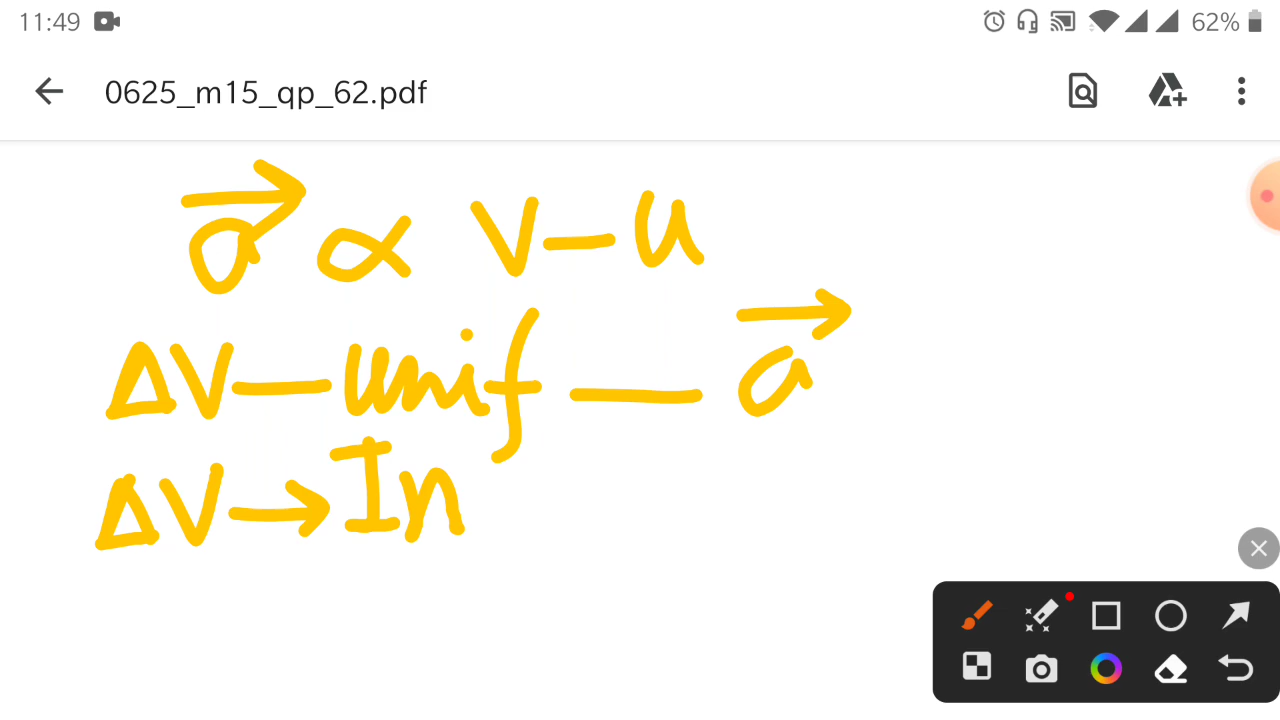 11:49 62%
0625_m15_qp_62.pdf
a ∝ V-u
ΔV-unif — a
ΔV→In